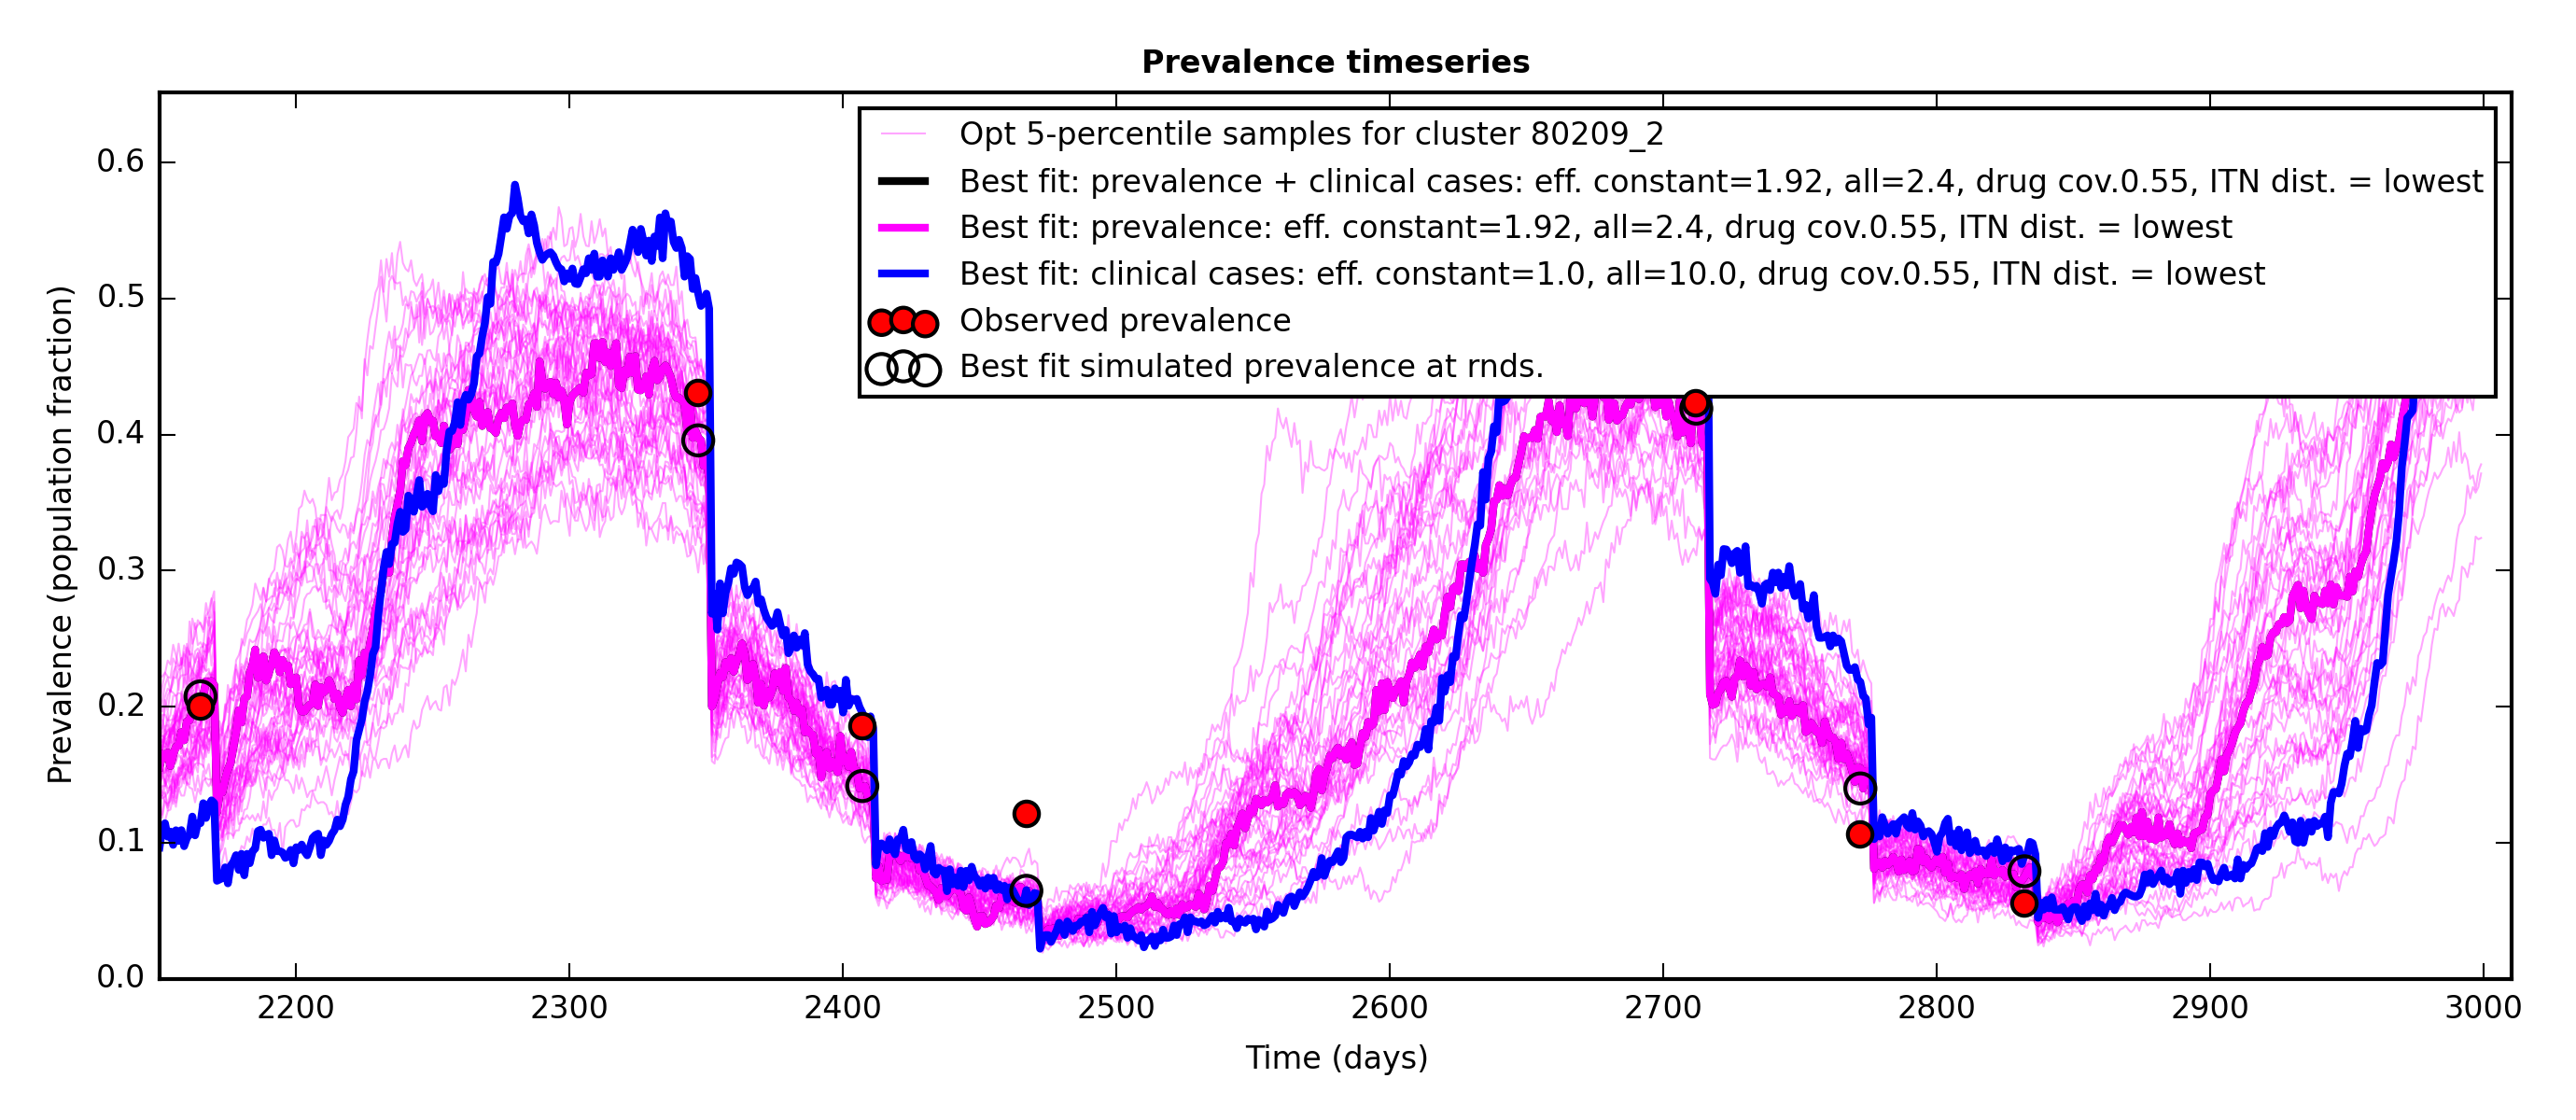 Prevalence timeseries
Opt 5-percentile samples for cluster 80209_2
Best fit: prevalence + clinical cases: eff. constant=1.92, all=2.4, drug cov.0.55, ITN dist. = lowest
Best fit: prevalence: eff. constant=1.92, all=2.4, drug cov.0.55, ITN dist. = lowest
Best fit: clinical cases: eff. constant=1.0, all=10.0, drug cov.0.55, ITN dist. = lowest
Observed prevalence
Best fit simulated prevalence at rnds.
Prevalence (population fraction)
0.6
0.5
0.4
0.3
0.2
0.1
0.0
2200 2300 2400 2500 2600 2700 2800 2900 3000
Time (days)